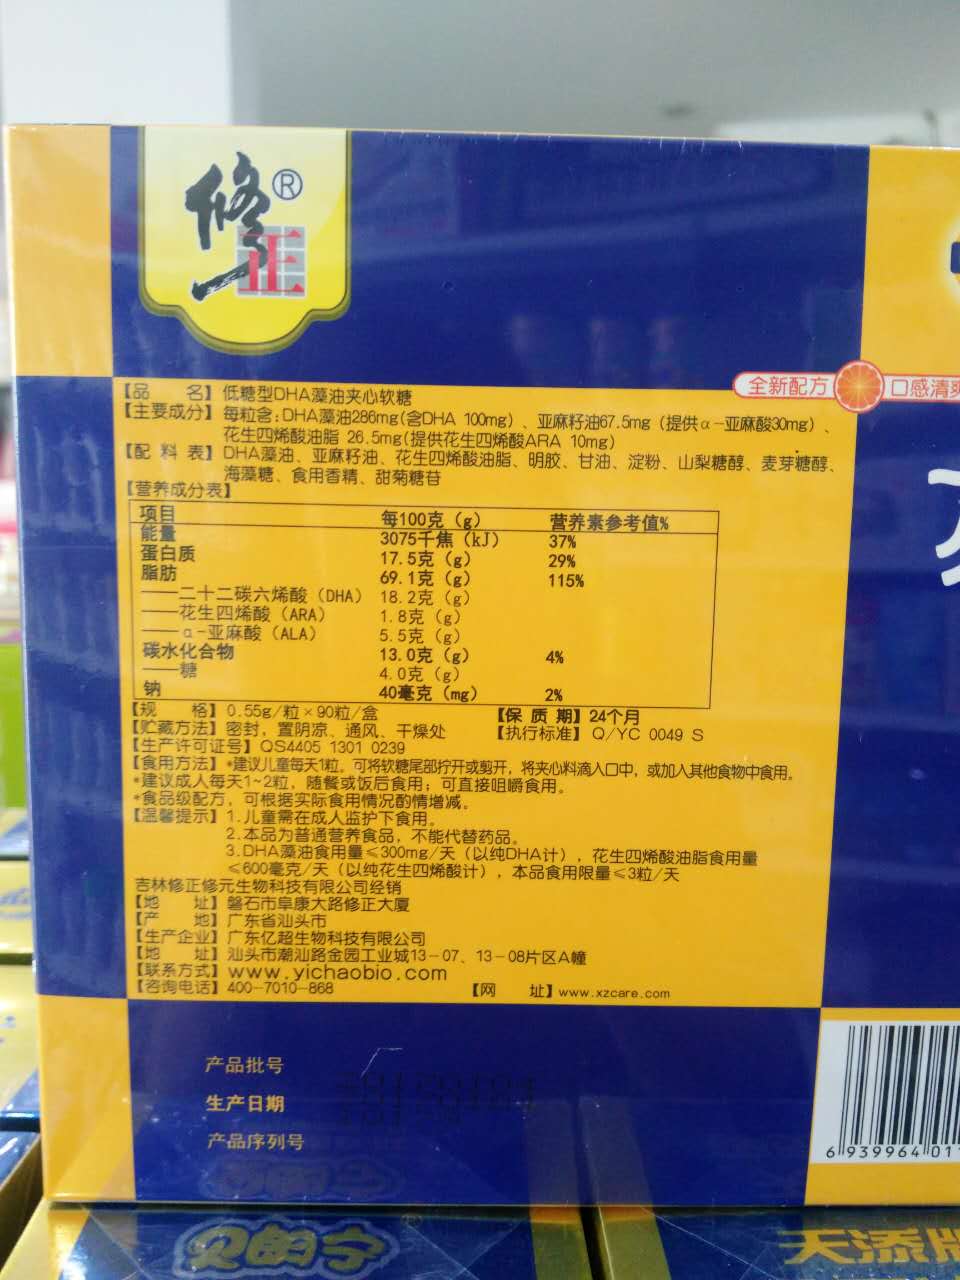 修正®
全新配方 口感清爽
【品 名】低糖型DHA藻油夹心软糖
【主要成分】每粒含:DHA藻油286mg(含DHA 100mg)、亚麻籽油67.5mg(提供α-亚麻酸30mg)、
花生四烯酸油脂 26.5mg(提供花生四烯酸ARA 10mg)
【配 料 表】DHA藻油、亚麻籽油、花生四烯酸油脂、明胶、甘油、淀粉、山梨糖醇、麦芽糖醇、
海藻糖、食用香精、甜菊糖苷
【营养成分表】
项目 每100克(g) 营养素参考值%
能量 3075千焦(kJ) 37%
蛋白质 17.5克(g) 29%
脂肪 69.1克(g) 115%
——二十二碳六烯酸(DHA) 18.2克(g)
——花生四烯酸(ARA) 1.8克(g)
——α-亚麻酸(ALA) 5.5克(g)
碳水化合物 13.0克(g) 4%
——糖 4.0克(g)
钠 40毫克(mg) 2%
【规 格】0.55g/粒×90粒/盒 【保 质 期】24个月
【贮藏方法】密封,置阴凉、通风、干燥处 【执行标准】Q/YC 0049 S
【生产许可证号】QS4405 1301 0239
【食用方法】*建议儿童每天1粒。可将软糖尾部拧开或剪开,将夹心料滴入口中,或加入其他食物中食用。
*建议成人每天1~2粒,随餐或饭后食用;可直接咀嚼食用。
*食品级配方,可根据实际食用情况酌情增减。
【温馨提示】1.儿童需在成人监护下食用。
2.本品为普通营养食品,不能代替药品。
3.DHA藻油食用量≤300mg/天(以纯DHA计),花生四烯酸油脂食用量
≤600毫克/天(以纯花生四烯酸计),本品食用限量≤3粒/天
吉林修正修元生物科技有限公司经销
【地 址】磐石市阜康大路修正大厦
【产 地】广东省汕头市
【生产企业】广东亿超生物科技有限公司
【地 址】汕头市潮汕路金园工业城13-07、13-08片区A幢
【联系方式】www.yichaobio.com
【咨询电话】400-7010-868 【网 址】www.xzcare.com
产品批号
生产日期
产品序列号
6 939964 011
天添牌